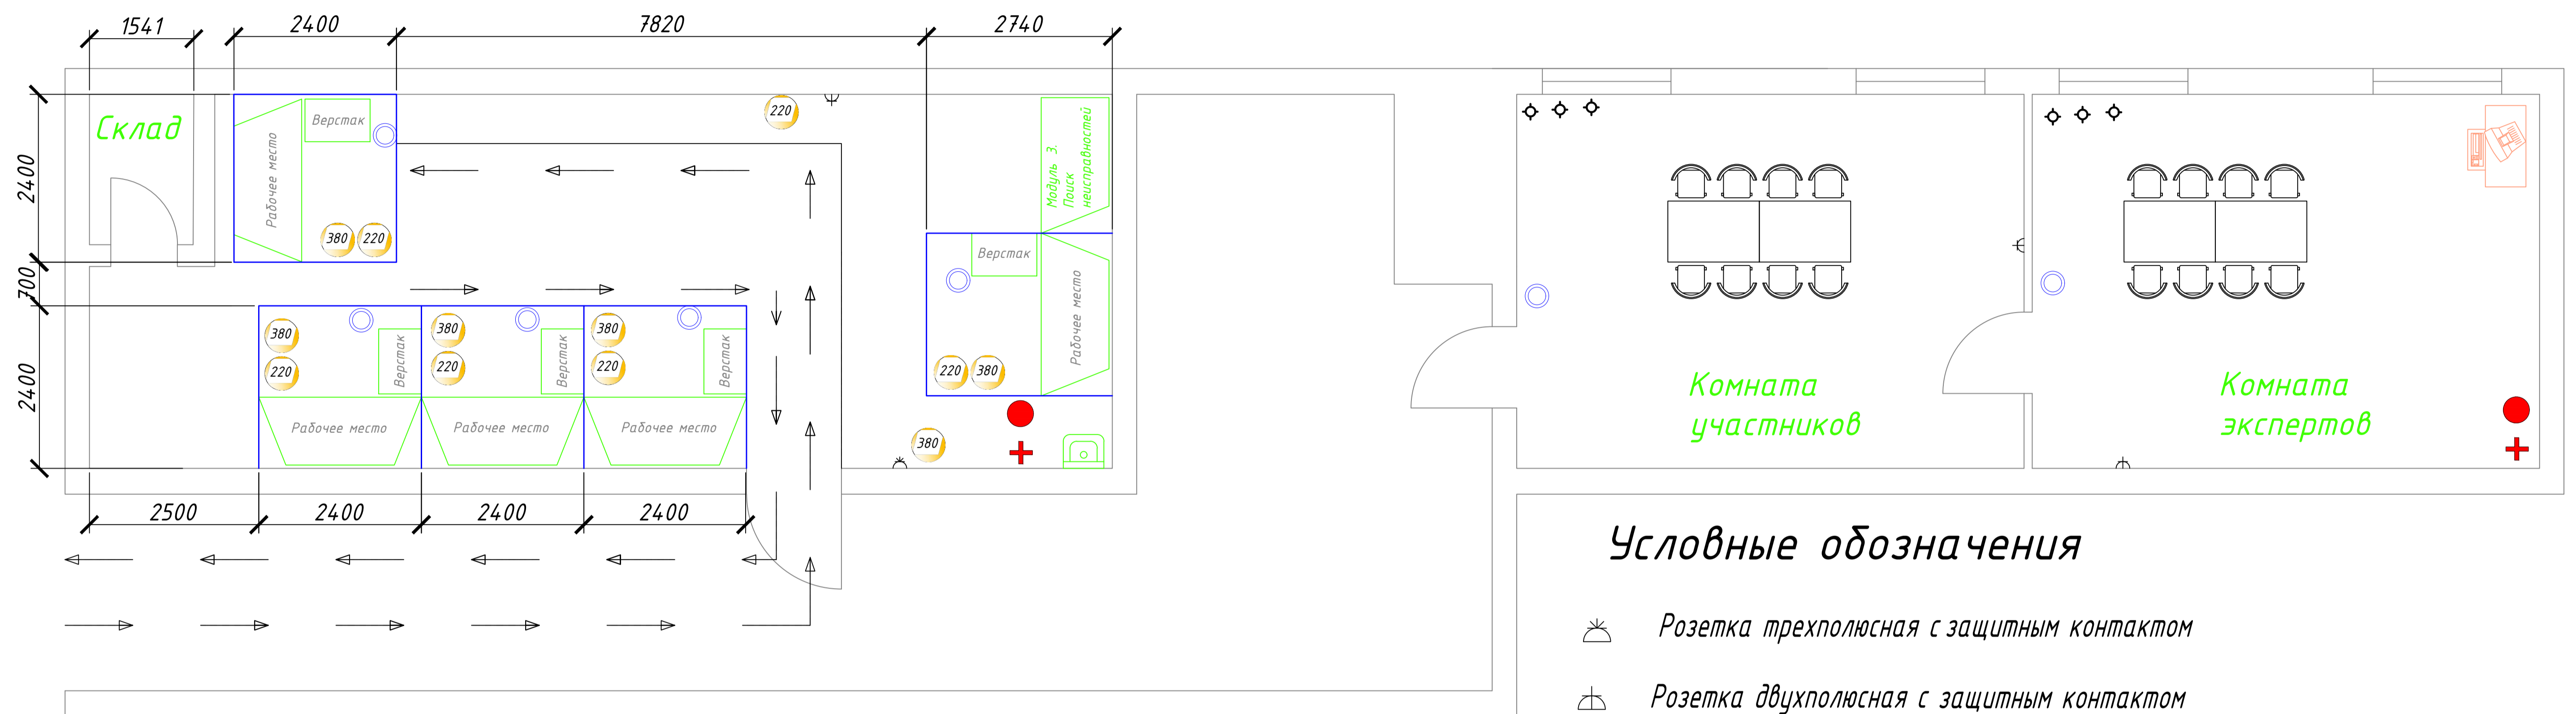 1541
2400
7820
2740
Склад
Рабочее место
Верстак
380
220
220
Модуль 3.
Поиск
неисправностей
Верстак
Рабочее место
220
380
380
2400
700
2400
380
220
Верстак
Рабочее место
380
220
Верстак
Рабочее место
380
220
Верстак
Рабочее место
2500
2400
2400
2400
Комната
участников
Комната
экспертов
Условные обозначения
Розетка трехполюсная с защитным контактом
Розетка двухполюсная с защитным контактом